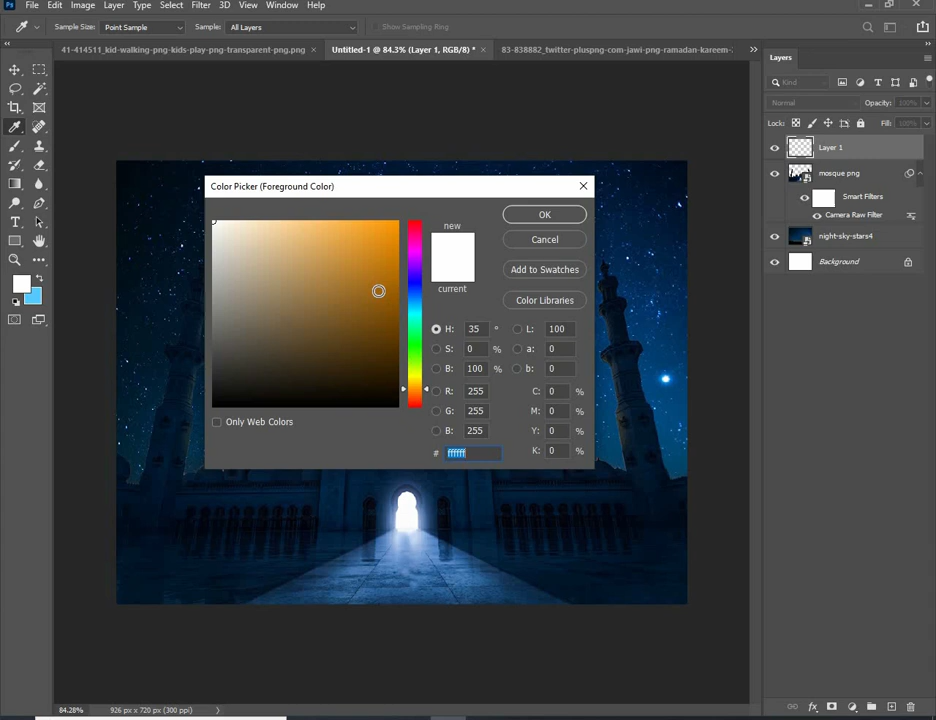 Ps File Edit Image Layer Type Select Filter 3D View Window Help
Sample Size: Point Sample Sample: All Layers Show Sampling Ring
41-414511_kid-walking-png-kids-play-png-transparent-png.png × Untitled-1 @ 84.3% (Layer 1, RGB/8) * × 83-838882_twitter-pluspng-com-jawi-png-ramadan-kareem-
Layers
Kind
Normal Opacity: 100%
Lock: Fill: 100%
Layer 1
mosque png
Smart Filters
Camera Raw Filter
night-sky-stars4
Background
Color Picker (Foreground Color)
new
current
OK
Cancel
Add to Swatches
Color Libraries
H: 35 ° L: 100
S: 0 % a: 0
B: 100 % b: 0
R: 255 C: 0 %
G: 255 M: 0 %
B: 255 Y: 0 %
# ffffff K: 0 %
Only Web Colors
84.28% 926 px x 720 px (300 ppi)